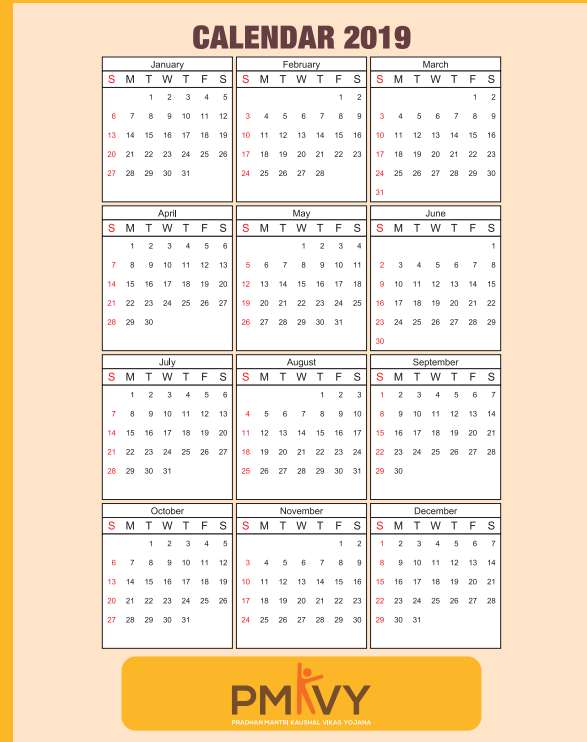 CALENDAR 2019
January
S M T W T F S
1 2 3 4 5
6 7 8 9 10 11 12
13 14 15 16 17 18 19
20 21 22 23 24 25 26
27 28 29 30 31
February
S M T W T F S
1 2
3 4 5 6 7 8 9
10 11 12 13 14 15 16
17 18 19 20 21 22 23
24 25 26 27 28
March
S M T W T F S
1 2
3 4 5 6 7 8 9
10 11 12 13 14 15 16
17 18 19 20 21 22 23
24 25 26 27 28 29 30
31
April
S M T W T F S
1 2 3 4 5 6
7 8 9 10 11 12 13
14 15 16 17 18 19 20
21 22 23 24 25 26 27
28 29 30
May
S M T W T F S
1 2 3 4
5 6 7 8 9 10 11
12 13 14 15 16 17 18
19 20 21 22 23 24 25
26 27 28 29 30 31
June
S M T W T F S
1
2 3 4 5 6 7 8
9 10 11 12 13 14 15
16 17 18 19 20 21 22
23 24 25 26 27 28 29
30
July
S M T W T F S
1 2 3 4 5 6
7 8 9 10 11 12 13
14 15 16 17 18 19 20
21 22 23 24 25 26 27
28 29 30 31
August
S M T W T F S
1 2 3
4 5 6 7 8 9 10
11 12 13 14 15 16 17
18 19 20 21 22 23 24
25 26 27 28 29 30 31
September
S M T W T F S
1 2 3 4 5 6 7
8 9 10 11 12 13 14
15 16 17 18 19 20 21
22 23 24 25 26 27 28
29 30
October
S M T W T F S
1 2 3 4 5
6 7 8 9 10 11 12
13 14 15 16 17 18 19
20 21 22 23 24 25 26
27 28 29 30 31
November
S M T W T F S
1 2
3 4 5 6 7 8 9
10 11 12 13 14 15 16
17 18 19 20 21 22 23
24 25 26 27 28 29 30
December
S M T W T F S
1 2 3 4 5 6 7
8 9 10 11 12 13 14
15 16 17 18 19 20 21
22 23 24 25 26 27 28
29 30 31
PMKVY
PRADHAN MANTRI KAUSHAL VIKAS YOJANA